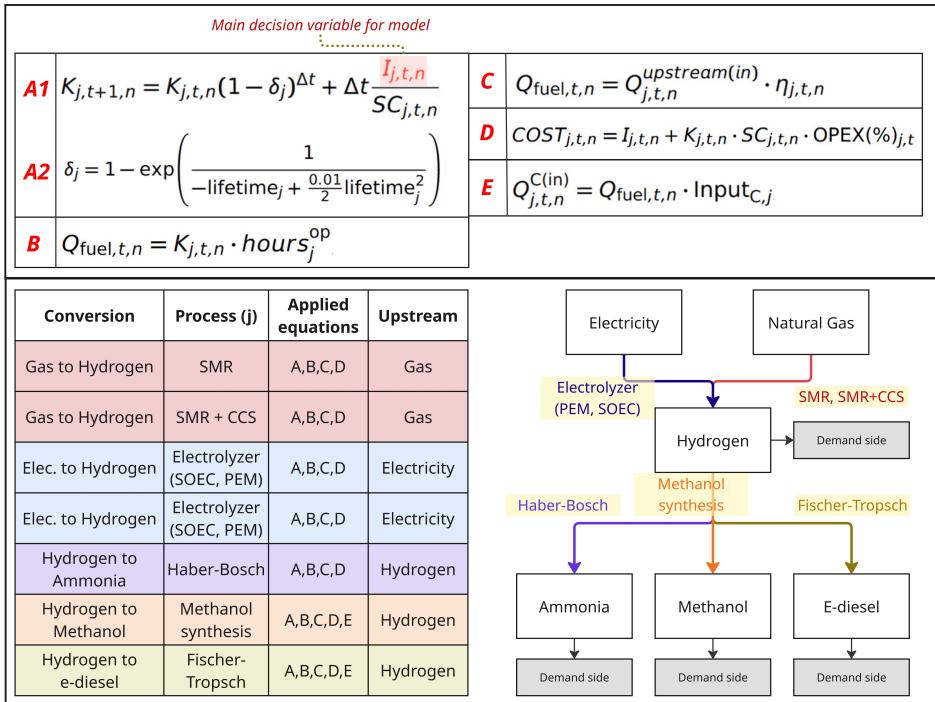 Main decision variable for model
A1 K_{j,t+1,n} = K_{j,t,n}(1 − δ_j)^{Δt} + Δt \frac{I_{j,t,n}}{SC_{j,t,n}}
A2 δ_j = 1 − exp\left(\frac{1}{−lifetime_j + \frac{0.01}{2}lifetime_j^2}\right)
B Q_{fuel,t,n} = K_{j,t,n} · hours_j^{op}
C Q_{fuel,t,n} = Q_{j,t,n}^{upstream(in)} · η_{j,t,n}
D COST_{j,t,n} = I_{j,t,n} + K_{j,t,n} · SC_{j,t,n} · OPEX(%)_{j,t}
E Q_{j,t,n}^{C(in)} = Q_{fuel,t,n} · Input_{C,j}
Conversion Process (j) Applied equations Upstream
Gas to Hydrogen SMR A,B,C,D Gas
Gas to Hydrogen SMR + CCS A,B,C,D Gas
Elec. to Hydrogen Electrolyzer (SOEC, PEM) A,B,C,D Electricity
Elec. to Hydrogen Electrolyzer (SOEC, PEM) A,B,C,D Electricity
Hydrogen to Ammonia Haber-Bosch A,B,C,D Hydrogen
Hydrogen to Methanol Methanol synthesis A,B,C,D,E Hydrogen
Hydrogen to e-diesel Fischer-Tropsch A,B,C,D,E Hydrogen
Electricity
Natural Gas
Electrolyzer
(PEM, SOEC)
SMR, SMR+CCS
Hydrogen
Demand side
Haber-Bosch
Methanol
synthesis
Fischer-Tropsch
Ammonia
Methanol
E-diesel
Demand side
Demand side
Demand side